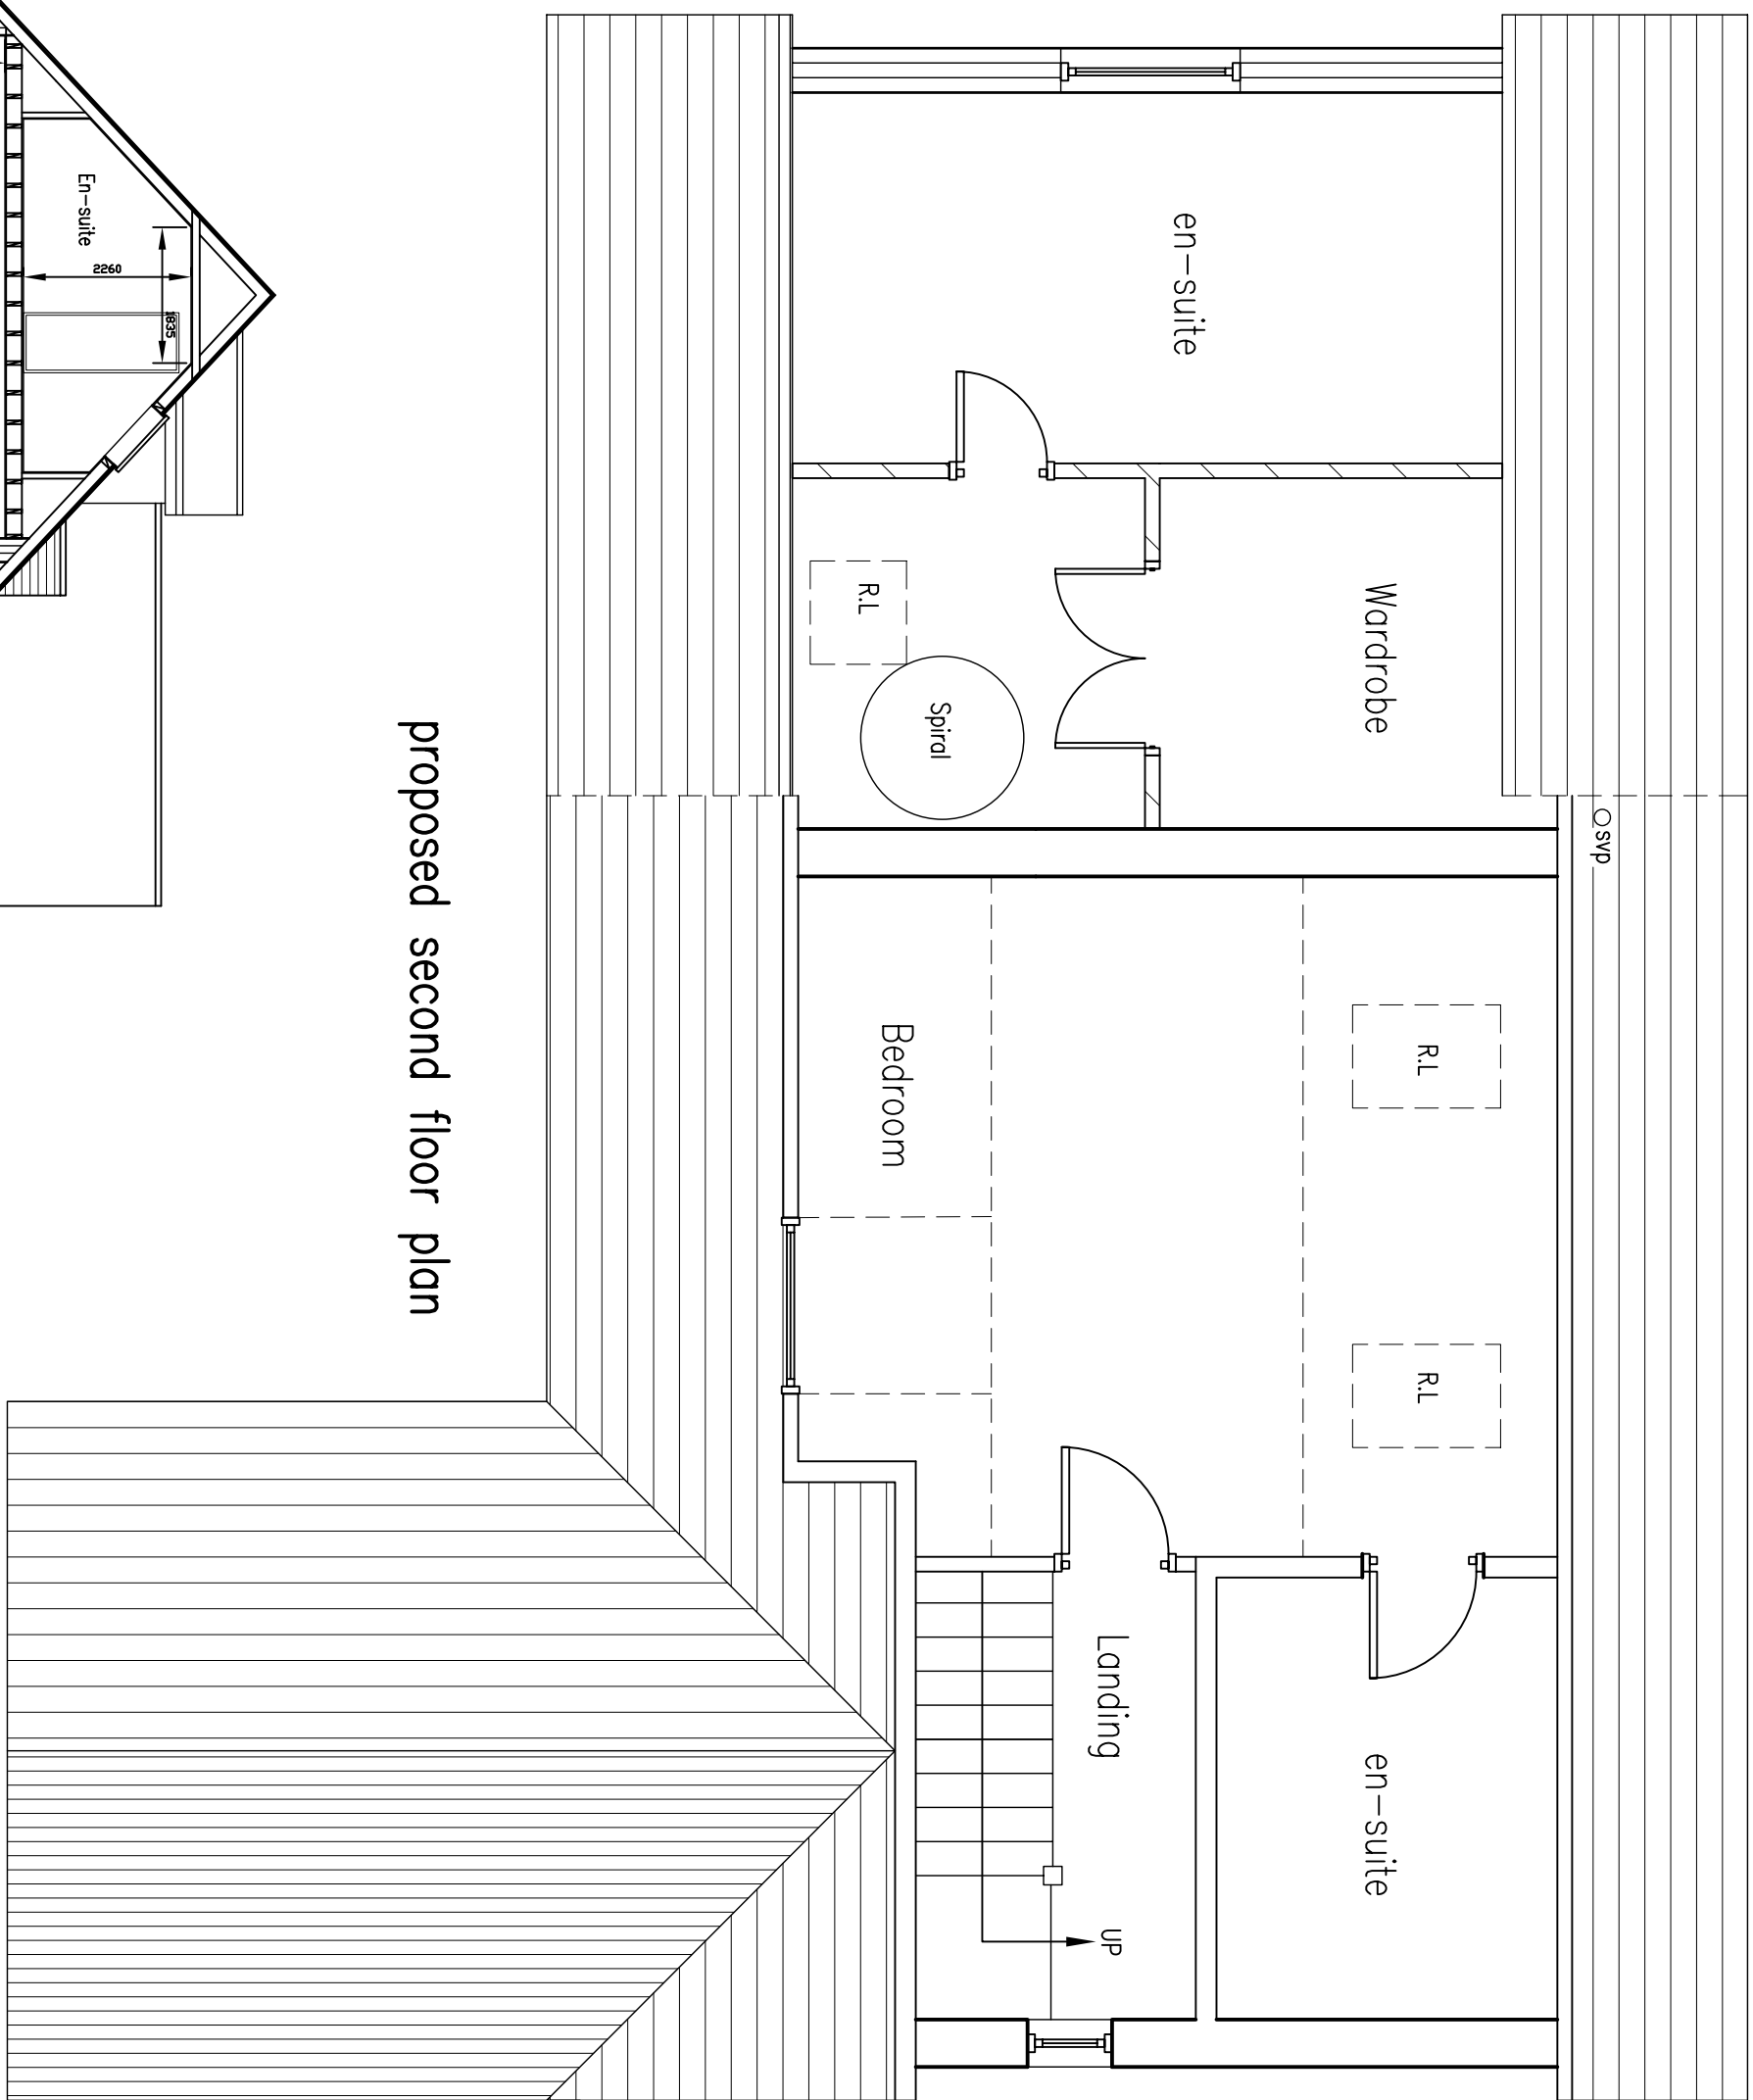 en-suite
Wardrobe
svp
R.L
Spiral
R.L
R.L
Bedroom
Landing
en-suite
UP
proposed second floor plan
En-suite
2260
1835